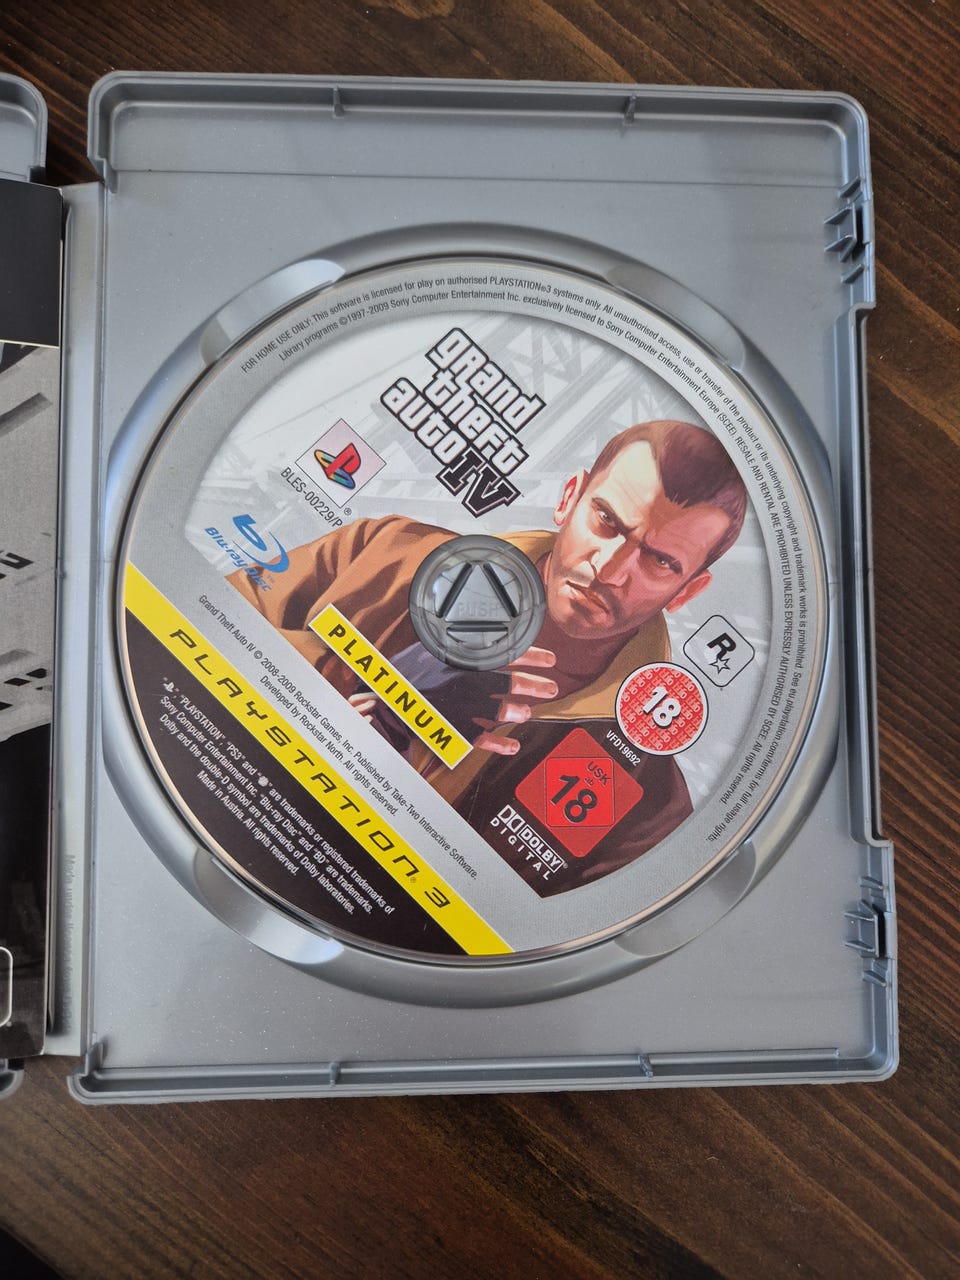 FOR HOME USE ONLY: This software is licensed for play on authorised PLAYSTATION®3 systems only. All unauthorised access, use or transfer of the product or its underlying copyright and trademark works is prohibited. See eu.playstation.com/terms for full usage rights.
Library programs ©1997-2009 Sony Computer Entertainment Inc. exclusively licensed to Sony Computer Entertainment Europe (SCEE). RESALE AND RENTAL ARE PROHIBITED UNLESS EXPRESSLY AUTHORISED BY SCEE. All rights reserved.
grand
theft
auto
IV
BLES-00229/P
®
Blu-ray Disc™
PUSH
PLATINUM
R
18
VFD19692
USK
ab
18
DOLBY
DIGITAL
Grand Theft Auto IV © 2008-2009 Rockstar Games, Inc. Published by Take-Two Interactive Software.
Developed by Rockstar North. All rights reserved.
PLAYSTATION® 3
"PLAYSTATION", "PS3" and " " are trademarks or registered trademarks of
Sony Computer Entertainment Inc. "Blu-ray Disc" and "BD" are trademarks.
Dolby and the double-D symbol are trademarks of Dolby laboratories.
Made in Austria. All rights reserved.